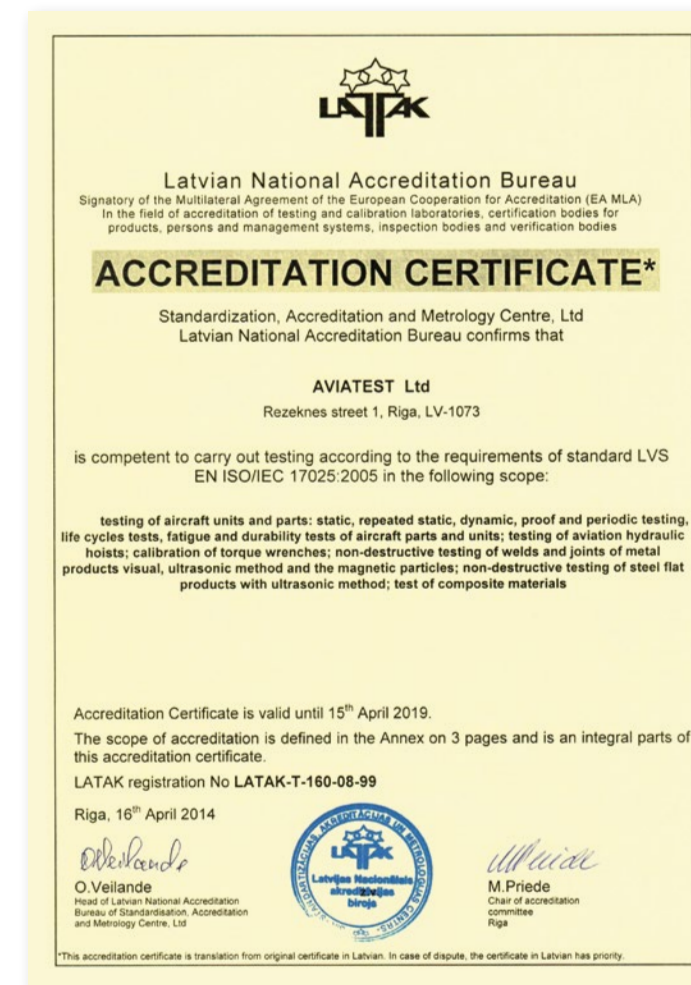 LATAK
Latvian National Accreditation Bureau
Signatory of the Multilateral Agreement of the European Cooperation for Accreditation (EA MLA)
In the field of accreditation of testing and calibration laboratories, certification bodies for
products, persons and management systems, inspection bodies and verification bodies
ACCREDITATION CERTIFICATE*
Standardization, Accreditation and Metrology Centre, Ltd
Latvian National Accreditation Bureau confirms that
AVIATEST Ltd
Rezeknes street 1, Riga, LV-1073
is competent to carry out testing according to the requirements of standard LVS
EN ISO/IEC 17025:2005 in the following scope:
testing of aircraft units and parts: static, repeated static, dynamic, proof and periodic testing,
life cycles tests, fatigue and durability tests of aircraft parts and units; testing of aviation hydraulic
hoists; calibration of torque wrenches; non-destructive testing of welds and joints of metal
products visual, ultrasonic method and the magnetic particles; non-destructive testing of steel flat
products with ultrasonic method; test of composite materials
Accreditation Certificate is valid until 15th April 2019.
The scope of accreditation is defined in the Annex on 3 pages and is an integral parts of
this accreditation certificate.
LATAK registration No LATAK-T-160-08-99
Riga, 16th April 2014
O.Veilande
Head of Latvian National Accreditation
Bureau of Standardisation, Accreditation
and Metrology Centre, Ltd
AKREDITĀCIJAS UN
LATAK
Latvijas Nacionālais
akreditācijas
birojs
M.Priede
Chair of accreditation
committee
Riga
*This accreditation certificate is translation from original certificate in Latvian. In case of dispute, the certificate in Latvian has priority.